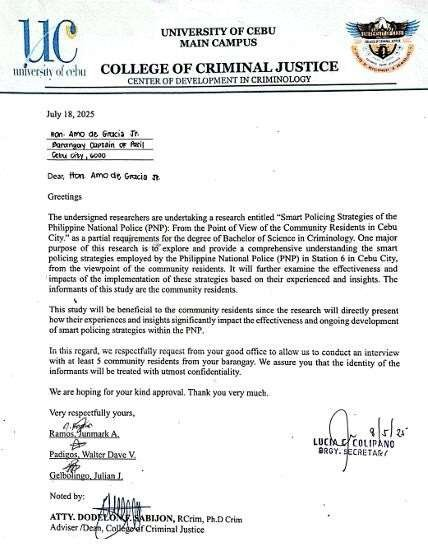 UC
university of cebu
UNIVERSITY OF CEBU
MAIN CAMPUS
COLLEGE OF CRIMINAL JUSTICE
CENTER OF DEVELOPMENT IN CRIMINOLOGY
July 18, 2025
Hon. Amo de Gracia Jr.
Barangay Captain of Pasil
Cebu City, 6000
Dear, Hon. Amo de Gracia Jr.
Greetings
The undersigned researchers are undertaking a research entitled “Smart Policing Strategies of the
Philippine National Police (PNP): From the Point of View of the Community Residents in Cebu
City.” as a partial requirements for the degree of Bachelor of Science in Criminology. One major
purpose of this research is to explore and provide a comprehensive understanding the smart
policing strategies employed by the Philippine National Police (PNP) in Station 6 in Cebu City,
from the viewpoint of the community residents. It will further examine the effectiveness and
impacts of the implementation of these strategies based on their experienced and insights. The
informants of this study are the community residents.
This study will be beneficial to the community residents since the research will directly present
how their experiences and insights significantly impact the effectiveness and ongoing development
of smart policing strategies within the PNP.
In this regard, we respectfully request from your good office to allow us to conduct an interview
with at least 5 community residents from your barangay. We assure you that the identity of the
informants will be treated with utmost confidentiality.
We are hoping for your kind approval. Thank you very much.
Very respectfully yours,
Ramos, Junmark A.
Padigos, Walter Dave V.
Gelbolingo, Julian J.
8/5/25
LUCIA C. COLIPANO
BRGY. SECRETARY
Noted by:
ATTY. SABIJON, RCrim, Ph.D Crim
Adviser /Dean, College of Criminal Justice